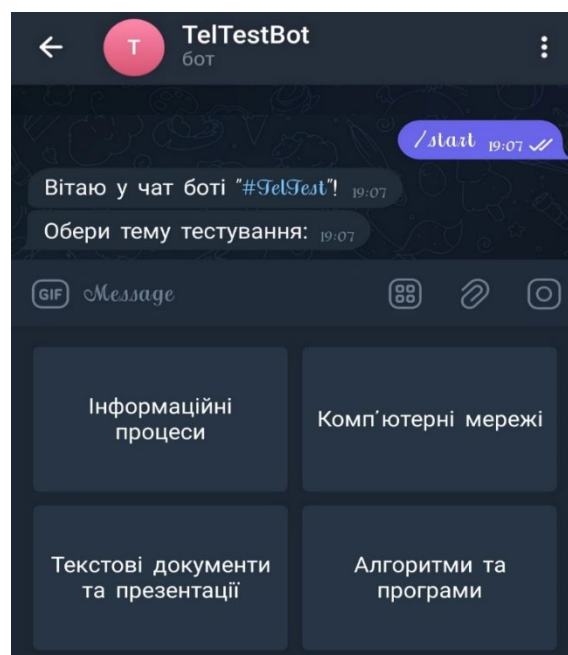 T
TelTestBot
бот
/start 19:07
Вітаю у чат боті "#TelTest"! 19:07
Обери тему тестування: 19:07
GIF Message
Інформаційні
процеси
Комп'ютерні мережі
Текстові документи
та презентації
Алгоритми та
програми